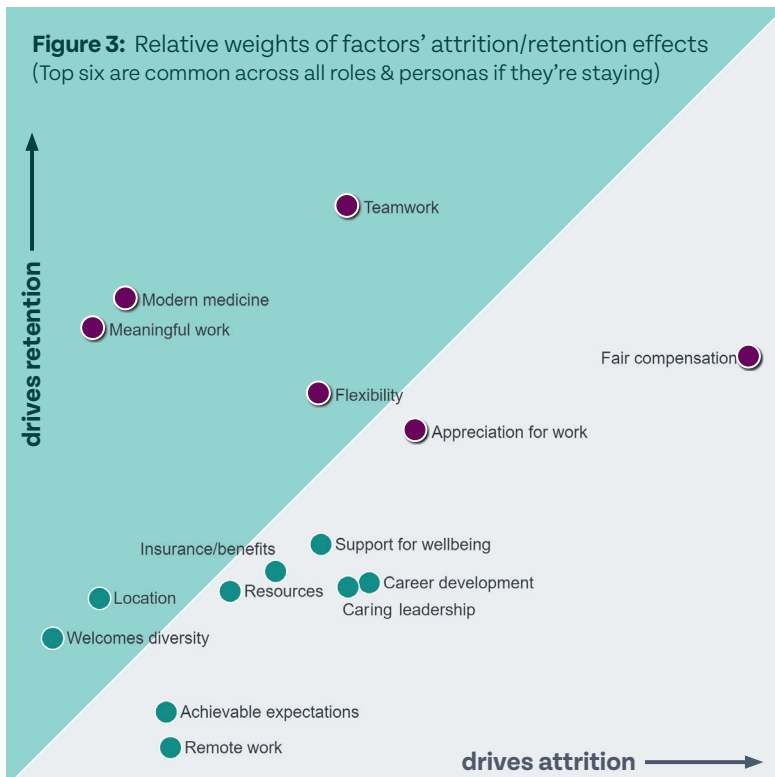 Figure 3: Relative weights of factors’ attrition/retention effects
(Top six are common across all roles & personas if they’re staying)
drives retention
Teamwork
Modern medicine
Meaningful work
Fair compensation
Flexibility
Appreciation for work
Insurance/benefits
Support for wellbeing
Resources
Career development
Location
Caring leadership
Welcomes diversity
Achievable expectations
Remote work
drives attrition